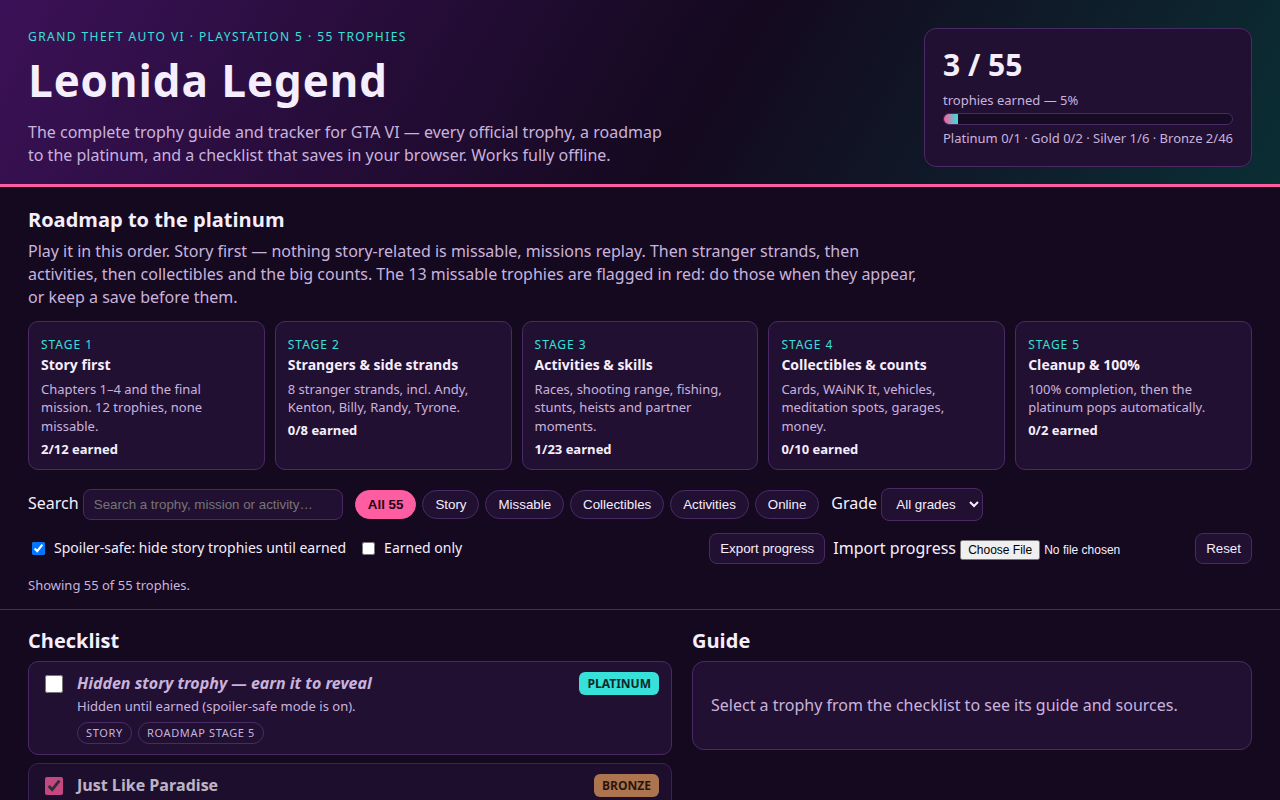 GRAND THEFT AUTO VI · PLAYSTATION 5 · 55 TROPHIES
Leonida Legend
The complete trophy guide and tracker for GTA VI — every official trophy, a roadmap
to the platinum, and a checklist that saves in your browser. Works fully offline.
3 / 55
trophies earned — 5%
Platinum 0/1 · Gold 0/2 · Silver 1/6 · Bronze 2/46
Roadmap to the platinum
Play it in this order. Story first — nothing story-related is missable, missions replay. Then stranger strands, then
activities, then collectibles and the big counts. The 13 missable trophies are flagged in red: do those when they appear,
or keep a save before them.
STAGE 1
Story first
Chapters 1–4 and the final
mission. 12 trophies, none
missable.
2/12 earned
STAGE 2
Strangers & side strands
8 stranger strands, incl. Andy,
Kenton, Billy, Randy, Tyrone.
0/8 earned
STAGE 3
Activities & skills
Races, shooting range, fishing,
stunts, heists and partner
moments.
1/23 earned
STAGE 4
Collectibles & counts
Cards, WAiNK It, vehicles,
meditation spots, garages,
money.
0/10 earned
STAGE 5
Cleanup & 100%
100% completion, then the
platinum pops automatically.
0/2 earned
Search Search a trophy, mission or activity… All 55 Story Missable Collectibles Activities Online Grade All grades
Spoiler-safe: hide story trophies until earned Earned only Export progress Import progress Choose File No file chosen Reset
Showing 55 of 55 trophies.
Checklist
Hidden story trophy — earn it to reveal PLATINUM
Hidden until earned (spoiler-safe mode is on).
STORY ROADMAP STAGE 5
Just Like Paradise BRONZE
Guide
Select a trophy from the checklist to see its guide and sources.